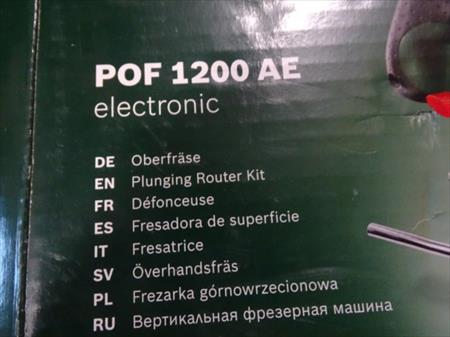 POF 1200 AE
electronic
DE Oberfräse
EN Plunging Router Kit
FR Défonceuse
ES Fresadora de superficie
IT Fresatrice
SV Överhandsfräs
PL Frezarka górnowrzecionowa
RU Вертикальная фрезерная машина